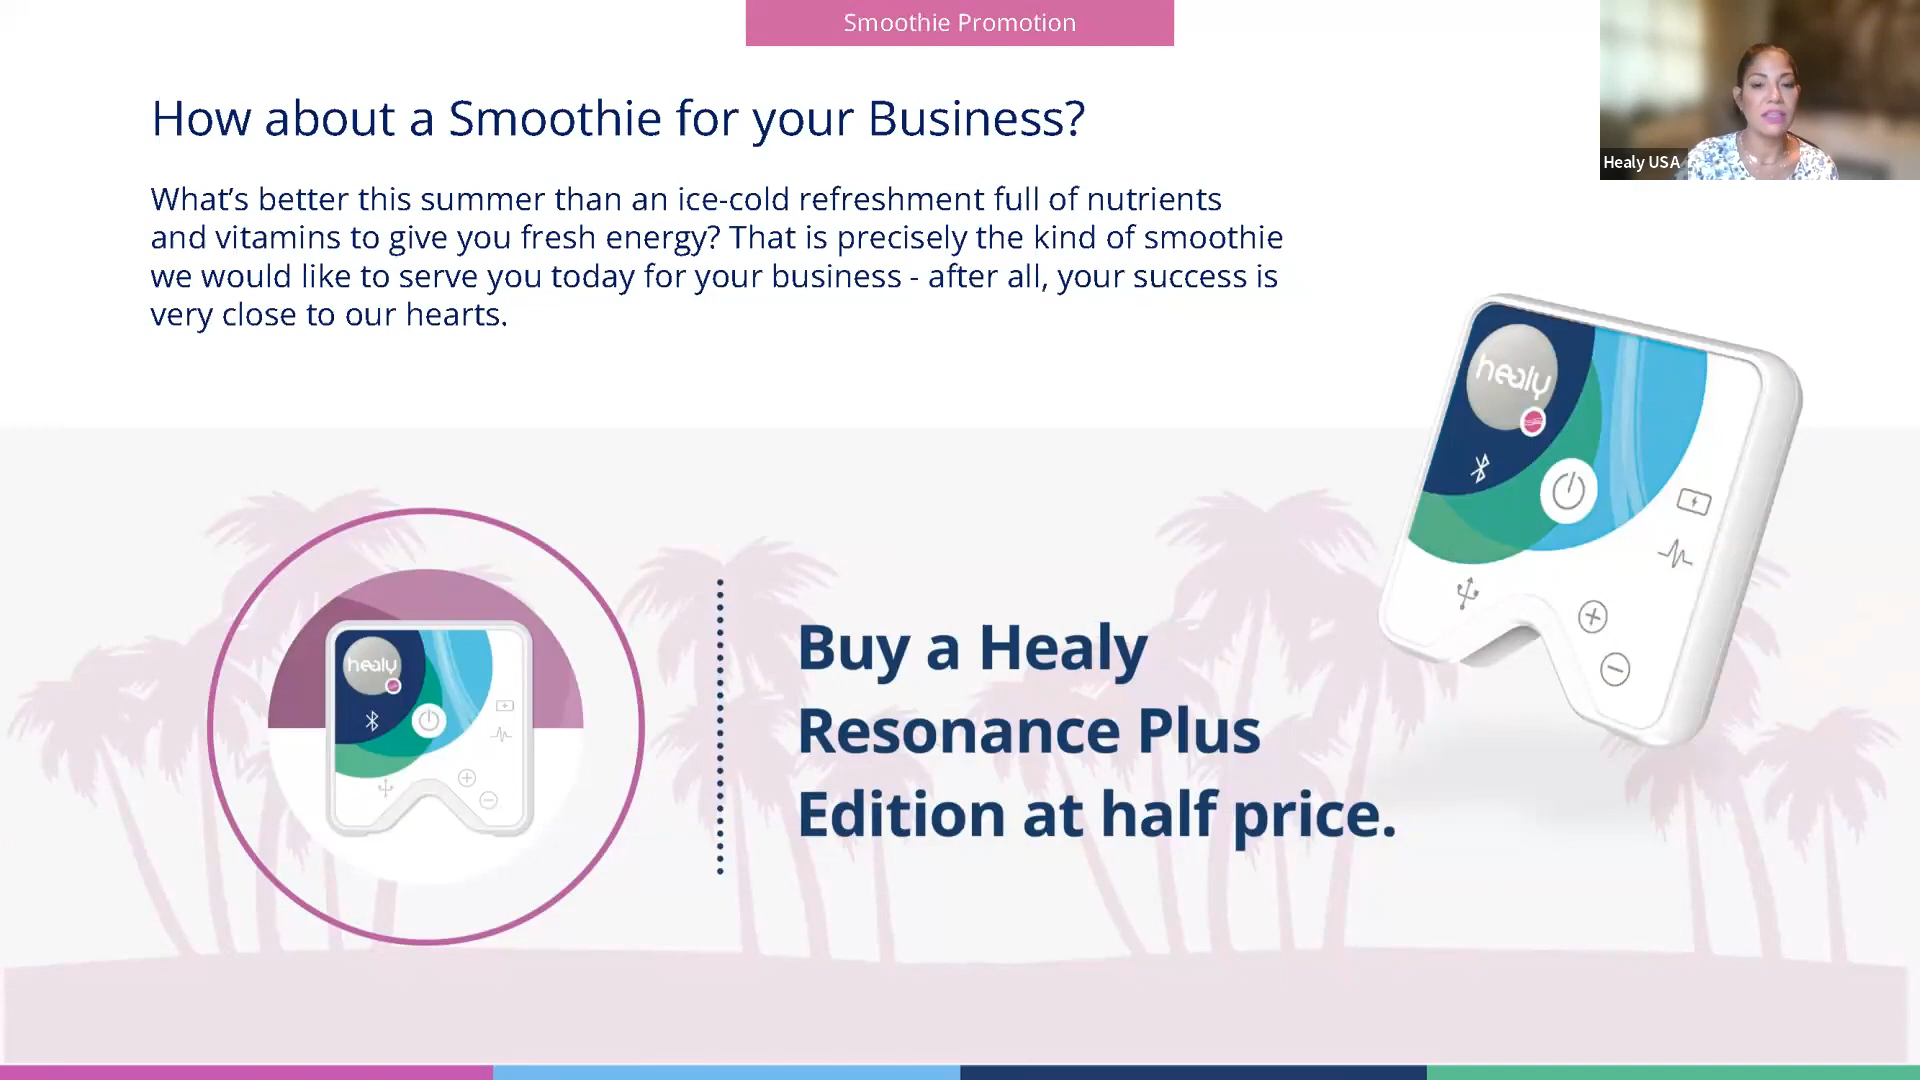 Smoothie Promotion
How about a Smoothie for your Business?
Healy USA
What’s better this summer than an ice-cold refreshment full of nutrients
and vitamins to give you fresh energy? That is precisely the kind of smoothie
we would like to serve you today for your business - after all, your success is
very close to our hearts.
healy
healy
Buy a Healy
Resonance Plus
Edition at half price.